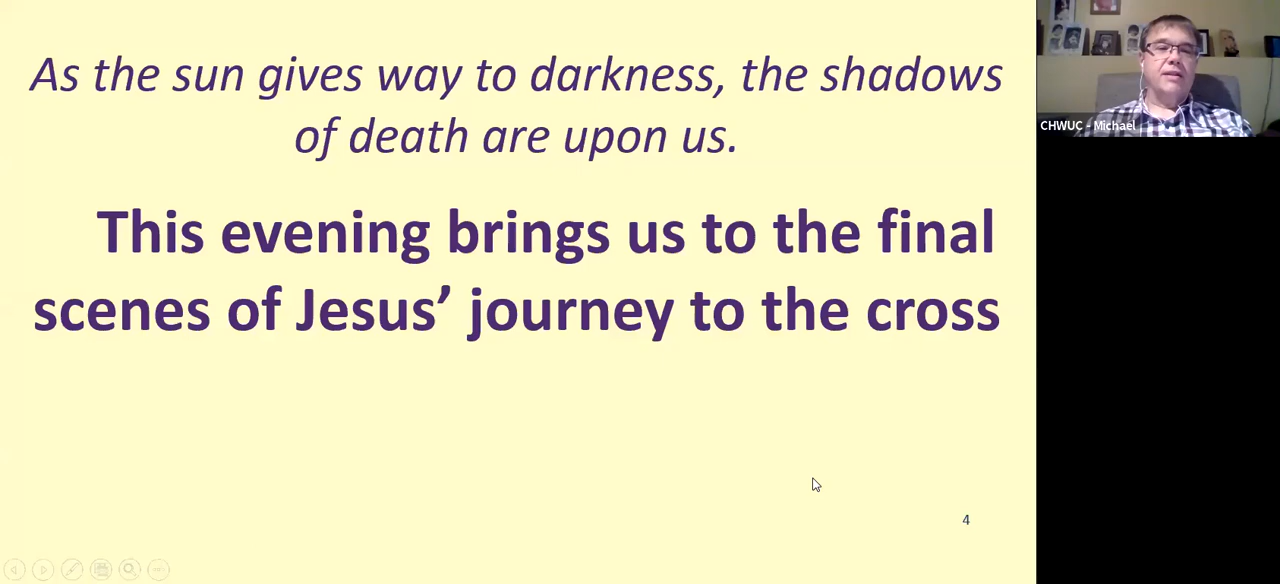 As the sun gives way to darkness, the shadows
of death are upon us.
This evening brings us to the final
scenes of Jesus’ journey to the cross
4
CHWUC - Michael